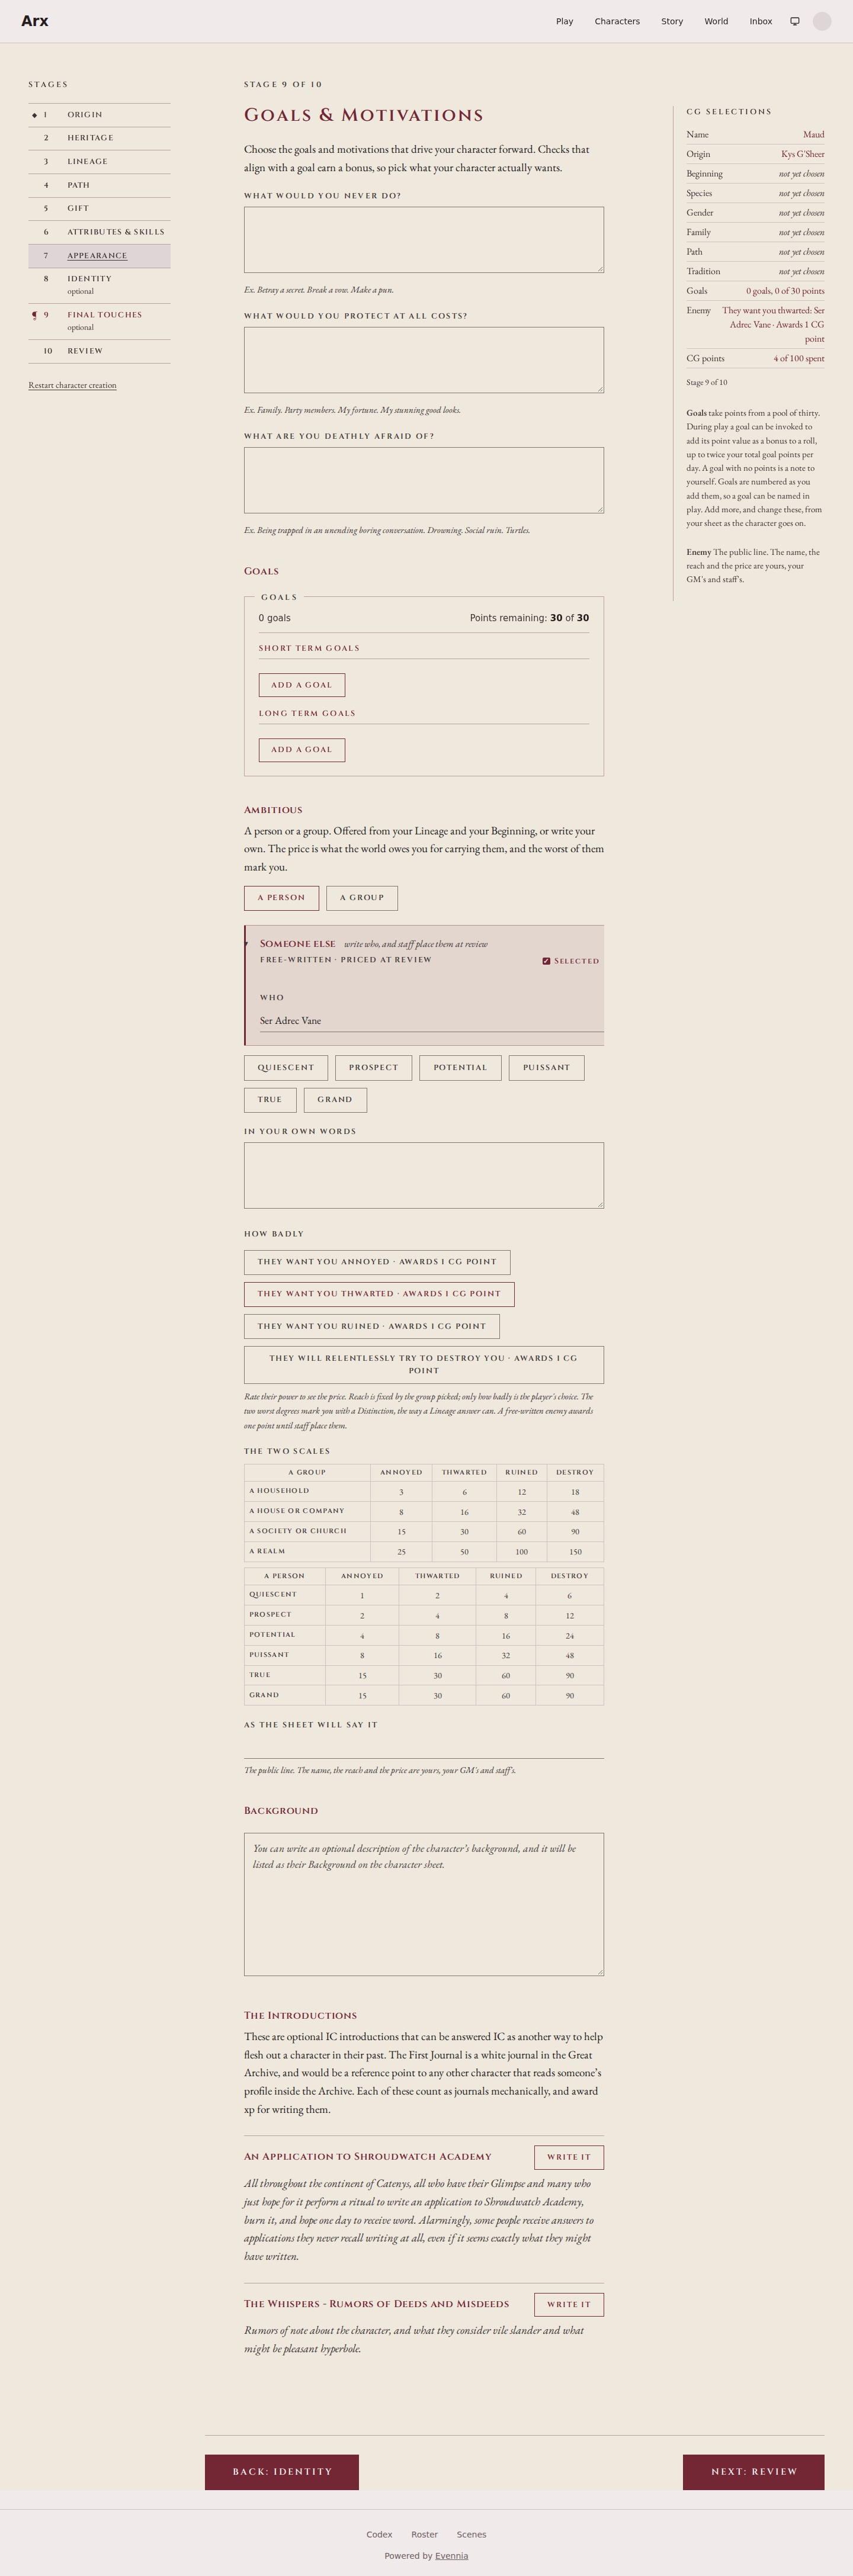 Arx
Play Characters Story World Inbox
STAGES
◆ 1 ORIGIN
2 HERITAGE
3 LINEAGE
4 PATH
5 GIFT
6 ATTRIBUTES & SKILLS
7 APPEARANCE
8 IDENTITY
optional
¶ 9 FINAL TOUCHES
optional
10 REVIEW
Restart character creation
STAGE 9 OF 10
Goals & Motivations
Choose the goals and motivations that drive your character forward. Checks that
align with a goal earn a bonus, so pick what your character actually wants.
WHAT WOULD YOU NEVER DO?
Ex. Betray a secret. Break a vow. Make a pun.
WHAT WOULD YOU PROTECT AT ALL COSTS?
Ex. Family. Party members. My fortune. My stunning good looks.
WHAT ARE YOU DEATHLY AFRAID OF?
Ex. Being trapped in an unending boring conversation. Drowning. Social ruin. Turtles.
Goals
GOALS
0 goals Points remaining: 30 of 30
SHORT TERM GOALS
ADD A GOAL
LONG TERM GOALS
ADD A GOAL
Ambitious
A person or a group. Offered from your Lineage and your Beginning, or write your
own. The price is what the world owes you for carrying them, and the worst of them
mark you.
A PERSON A GROUP
Someone else write who, and staff place them at review
FREE-WRITTEN · PRICED AT REVIEW
Selected
WHO
Ser Adrec Vane
QUIESCENT PROSPECT POTENTIAL PUISSANT
TRUE GRAND
IN YOUR OWN WORDS
HOW BADLY
THEY WANT YOU ANNOYED · AWARDS 1 CG POINT
THEY WANT YOU THWARTED · AWARDS 1 CG POINT
THEY WANT YOU RUINED · AWARDS 1 CG POINT
THEY WILL RELENTLESSLY TRY TO DESTROY YOU · AWARDS 1 CG
POINT
Rate their power to see the price. Reach is fixed by the group picked; only how badly is the player's choice. The
two worst degrees mark you with a Distinction, the way a Lineage answer can. A free-written enemy awards
one point until staff place them.
THE TWO SCALES
A GROUP ANNOYED THWARTED RUINED DESTROY
A HOUSEHOLD 3 6 12 18
A HOUSE OR COMPANY 8 16 32 48
A SOCIETY OR CHURCH 15 30 60 90
A REALM 25 50 100 150
A PERSON ANNOYED THWARTED RUINED DESTROY
QUIESCENT 1 2 4 6
PROSPECT 2 4 8 12
POTENTIAL 4 8 16 24
PUISSANT 8 16 32 48
TRUE 15 30 60 90
GRAND 15 30 60 90
AS THE SHEET WILL SAY IT
The public line. The name, the reach and the price are yours, your GM's and staff's.
Background
You can write an optional description of the character's background, and it will be
listed as their Background on the character sheet.
The Introductions
These are optional IC introductions that can be answered IC as another way to help
flesh out a character in their past. The First Journal is a white journal in the Great
Archive, and would be a reference point to any other character that reads someone's
profile inside the Archive. Each of these count as journals mechanically, and award
xp for writing them.
An Application to Shroudwatch Academy WRITE IT
All throughout the continent of Catenys, all who have their Glimpse and many who
just hope for it perform a ritual to write an application to Shroudwatch Academy,
burn it, and hope one day to receive word. Alarmingly, some people receive answers to
applications they never recall writing at all, even if it seems exactly what they might
have written.
The Whispers - Rumors of Deeds and Misdeeds WRITE IT
Rumors of note about the character, and what they consider vile slander and what
might be pleasant hyperbole.
CG SELECTIONS
Name Maud
Origin Kys G'Sheer
Beginning not yet chosen
Species not yet chosen
Gender not yet chosen
Family not yet chosen
Path not yet chosen
Tradition not yet chosen
Goals 0 goals, 0 of 30 points
Enemy They want you thwarted: Ser
Adrec Vane · Awards 1 CG
point
CG points 4 of 100 spent
Stage 9 of 10
Goals take points from a pool of thirty.
During play a goal can be invoked to
add its point value as a bonus to a roll,
up to twice your total goal points per
day. A goal with no points is a note to
yourself. Goals are numbered as you
add them, so a goal can be named in
play. Add more, and change these, from
your sheet as the character goes on.
Enemy The public line. The name, the
reach and the price are yours, your
GM's and staff's.
BACK: IDENTITY NEXT: REVIEW
Codex Roster Scenes
Powered by Evennia